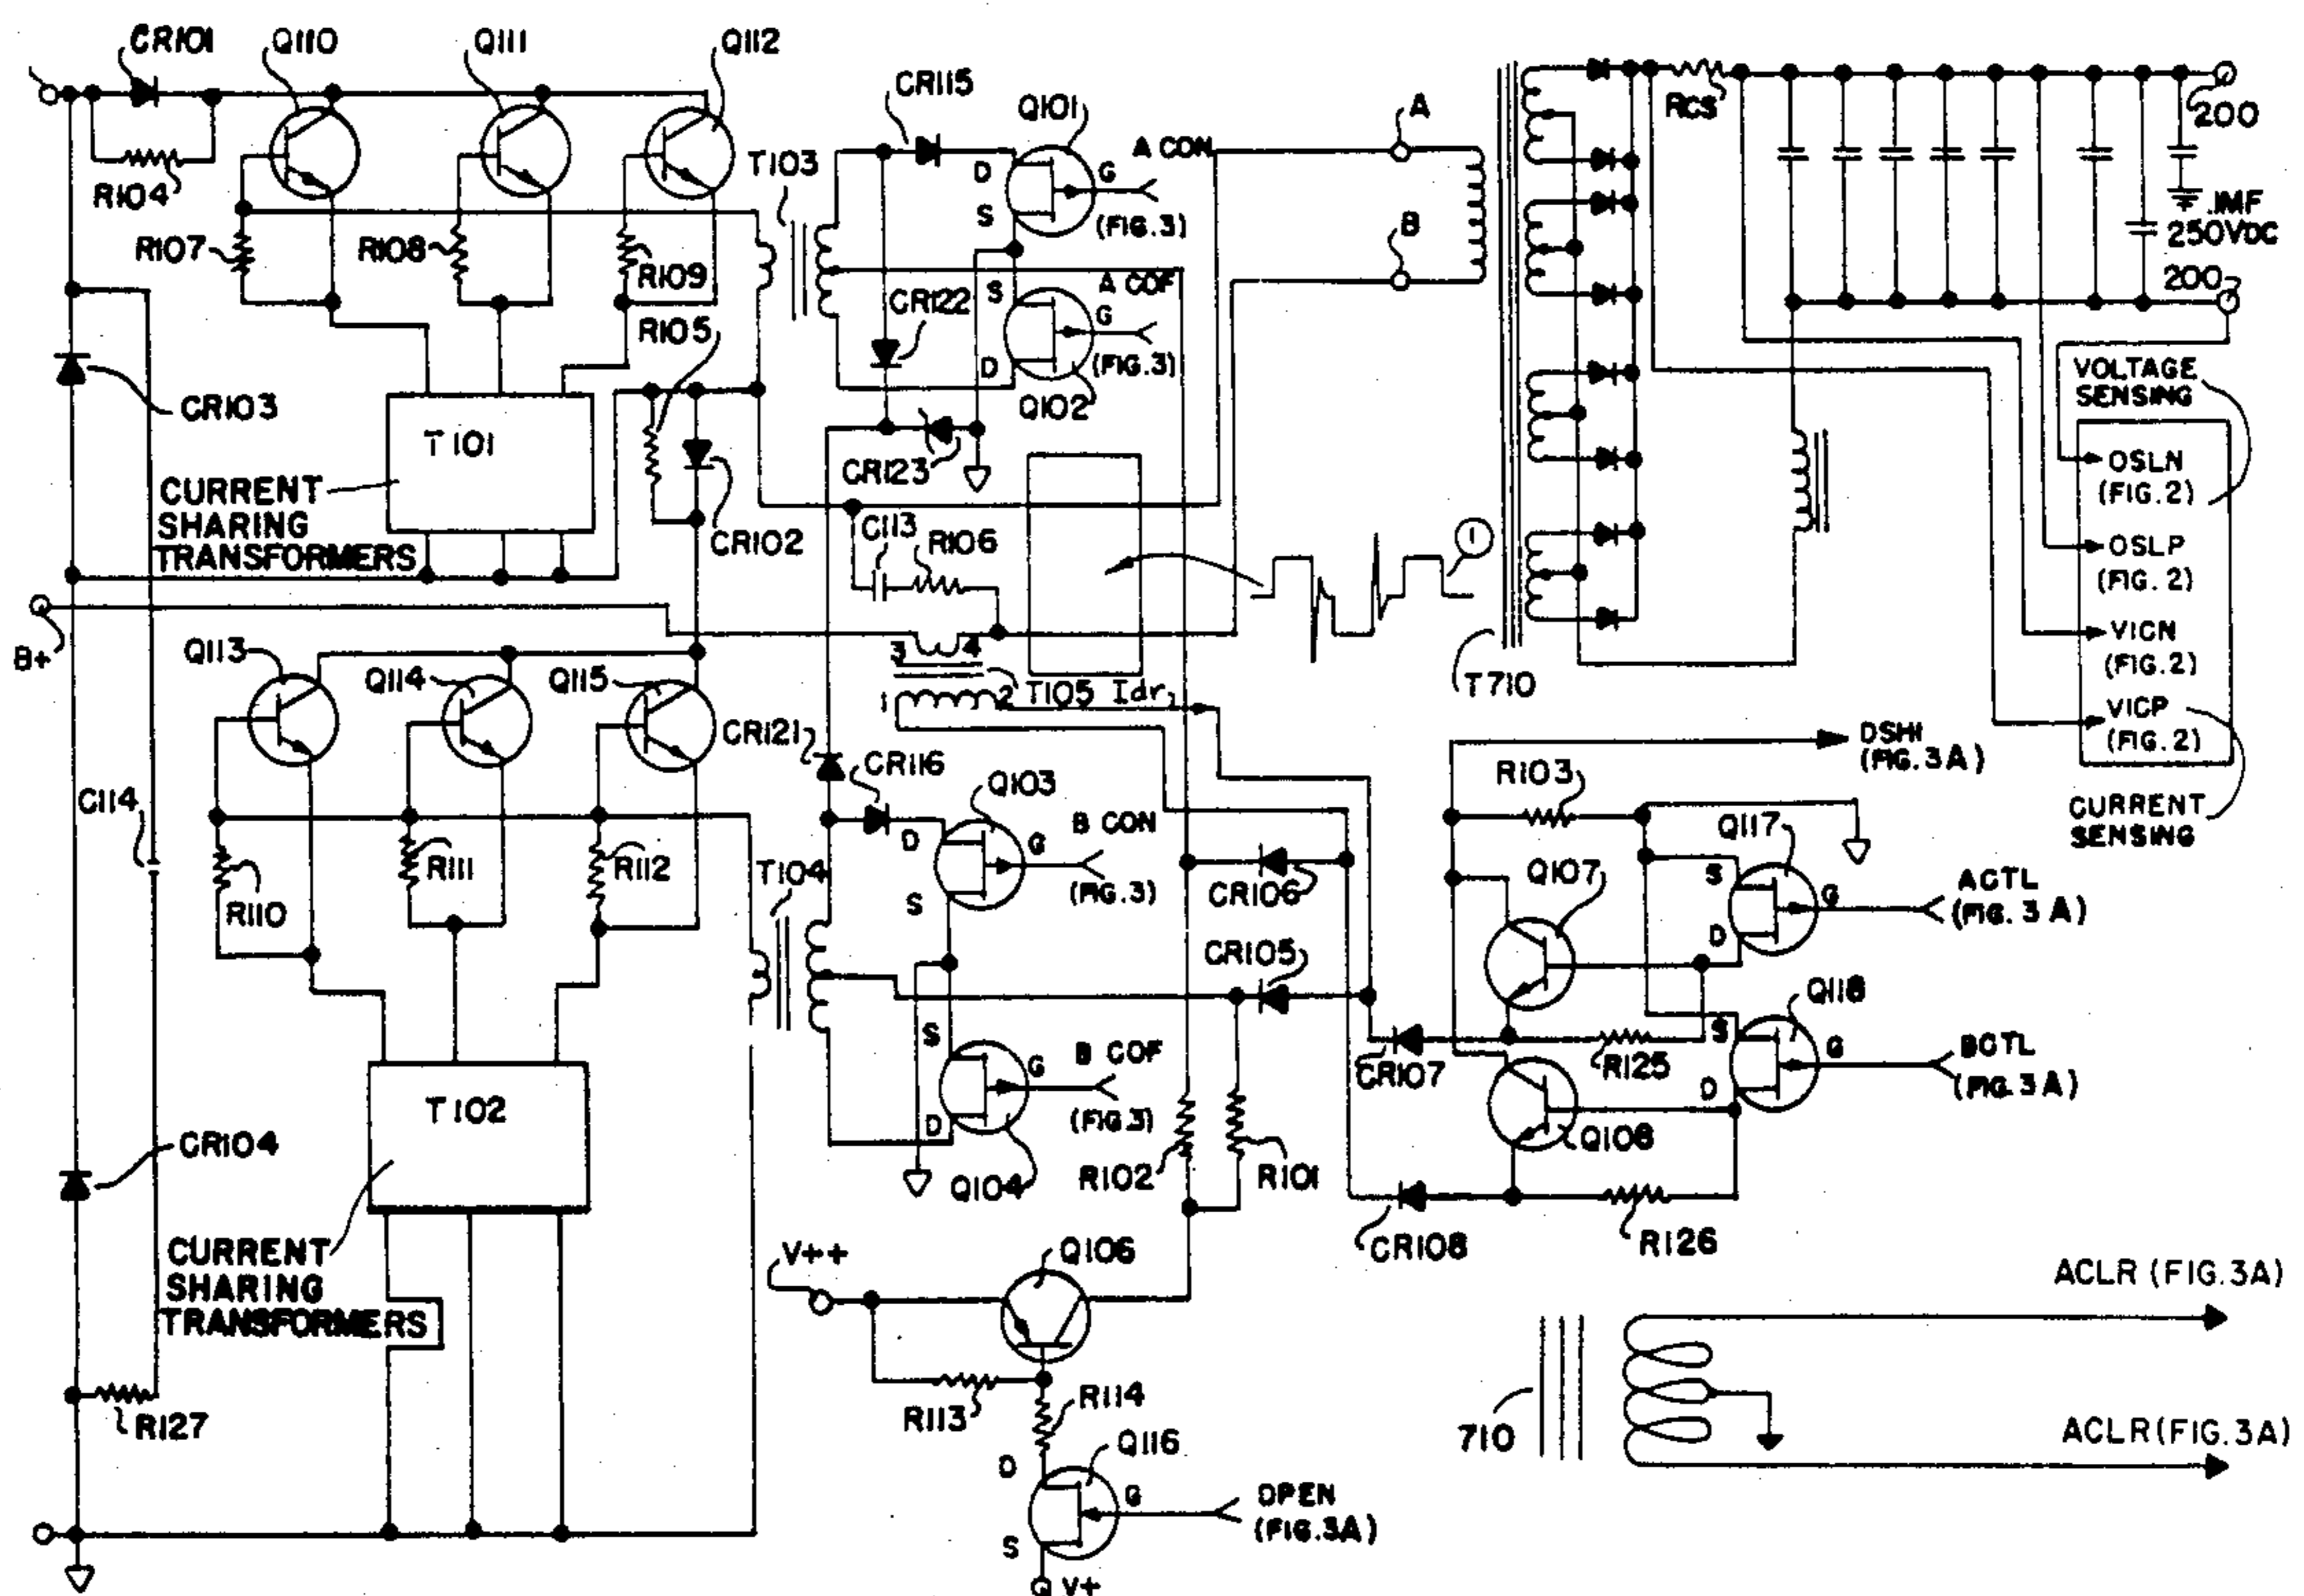 CR101
Q110
Q111
Q112
R104
R107
R108
R109
R105
T103
CR115
Q101
D
S
G
A CON
(FIG.3)
A COF
S
G
D
(FIG.3)
Q102
CR122
CR123
A
B
RCS
200
.1MF
250VDC
200
VOLTAGE
SENSING
OSLN
(FIG.2)
OSLP
(FIG.2)
VICN
(FIG.2)
VICP
(FIG.2)
CURRENT
SENSING
CR103
T101
CURRENT
SHARING
TRANSFORMERS
CR102
C113
R106
1
T710
B+
3
4
1
2
T105 Idr,
Q113
Q114
Q115
CR121
CR116
Q103
D
G
S
B CON
(FIG.3)
C114
R110
R111
R112
T104
CR106
CR105
DSHI
(FIG.3A)
R103
Q117
Q107
S
G
D
ACTL
(FIG. 3A)
Q118
S
G
D
BCTL
(FIG. 3A)
CR107
R125
Q108
CR108
R126
S
G
D
B COF
(FIG.3)
Q104
R102
R101
CR104
T102
CURRENT
SHARING
TRANSFORMERS
R127
V++
Q106
R113
R114
Q116
D
G
S
V+
DPEN
(FIG.3A)
ACLR (FIG.3A)
710
ACLR (FIG.3A)